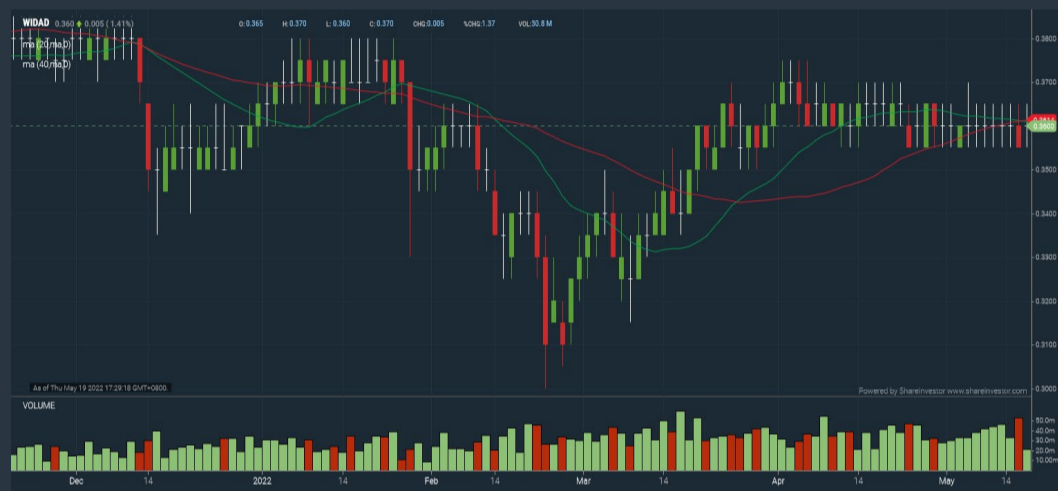 WIDAD 0.360 0.005 ( 1.41%) O: 0.365 H: 0.370 L: 0.360 C: 0.370 CHG:0.005 %CHG:1.37 VOL:30.8 M
ma (20,ma,0)
ma (40,ma,0)
0.3800
0.3700
0.3600
0.3500
0.3400
0.3300
0.3200
0.3100
0.3000
As of Thu May 19 2022 17:29:18 GMT+0800.
Powered by ShareInvestor www.shareinvestor.com
VOLUME
50.0m
40.0m
30.0m
20.0m
10.00m
Dec 14 2022 14 Feb 14 Mar 14 Apr 14 May 14